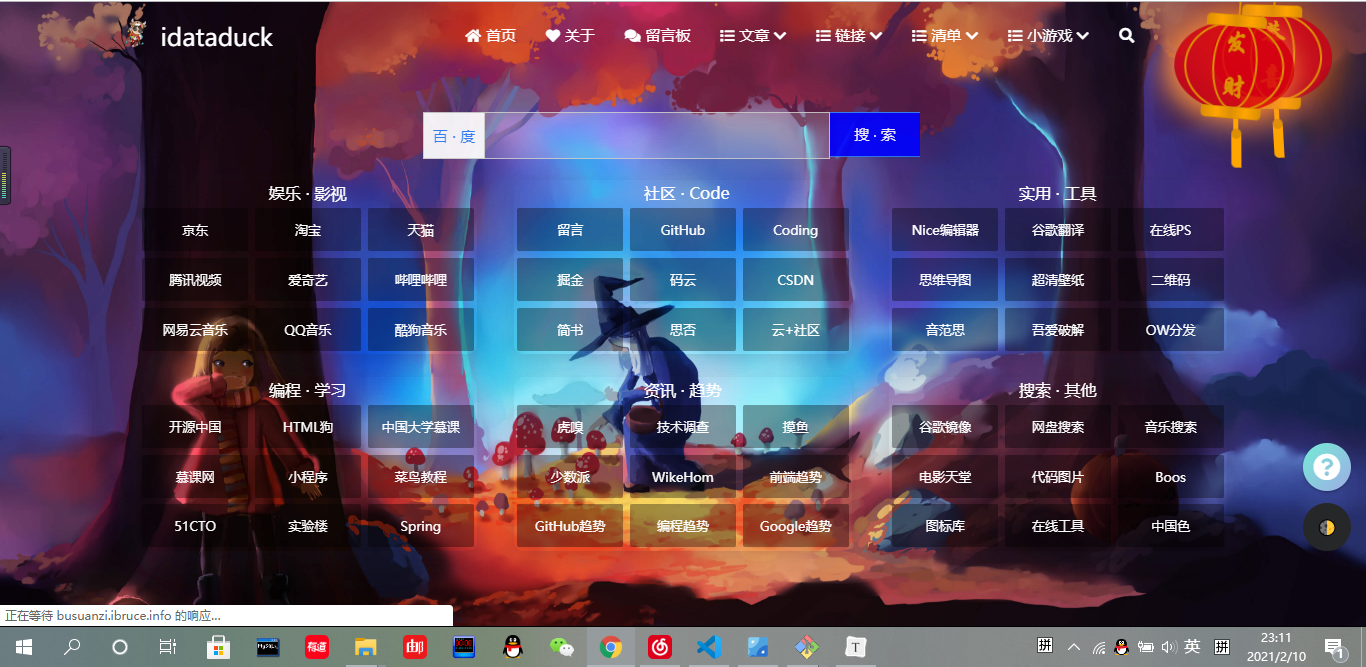 idataduck 首页 关于 留言板 文章 链接 清单 小游戏
发财
百 · 度 搜 · 索
娱乐 · 影视 社区 · Code 实用 · 工具
京东 淘宝 天猫 留言 GitHub Coding Nice编辑器 谷歌翻译 在线PS
腾讯视频 爱奇艺 哔哩哔哩 掘金 码云 CSDN 思维导图 超清壁纸 二维码
网易云音乐 QQ音乐 酷狗音乐 简书 思否 云+社区 音范思 吾爱破解 OW分发
编程 · 学习 资讯 · 趋势 搜索 · 其他
开源中国 HTML狗 中国大学慕课 虎嗅 技术调查 摸鱼 谷歌镜像 网盘搜索 音乐搜索
慕课网 小程序 菜鸟教程 少数派 WikeHom 前端趋势 电影天堂 代码图片 Boos
51CTO 实验楼 Spring GitHub趋势 编程趋势 Google趋势 图标库 在线工具 中国色
正在等待 busuanzi.ibruce.info 的响应...
MySQL 有道 邮 T 拼 英 拼 23:11
2021/2/10 1